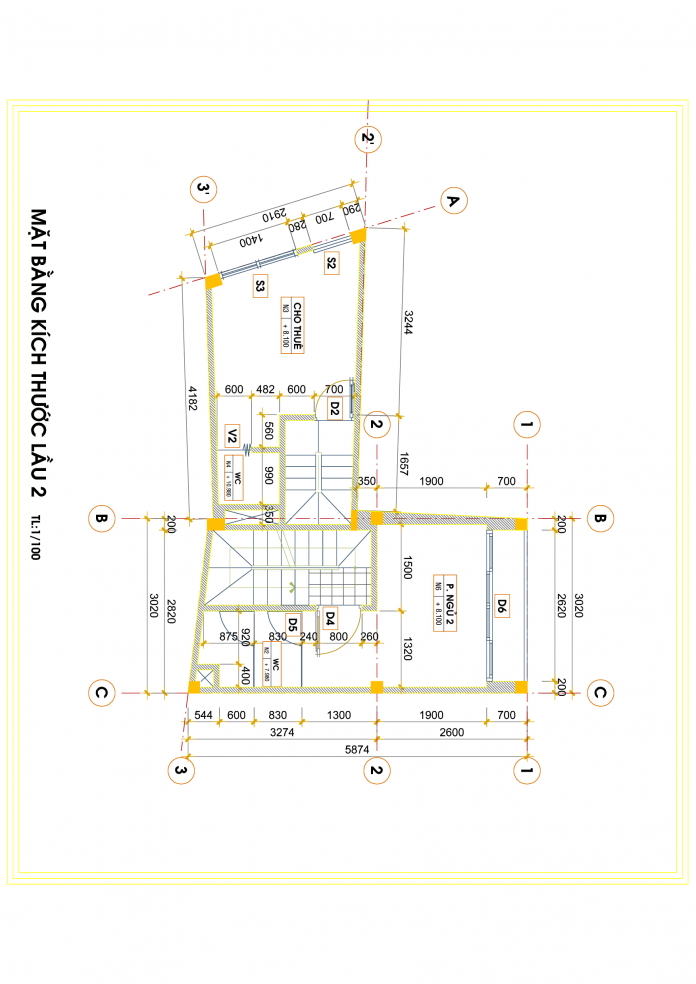 MẶT BẰNG KÍCH THƯỚC LẦU 2 TL:1/100
2'
3'
A
2910
290
700
280
1400
S2
S3
CHO THUÊ
N3 + 8.100
3244
4182
600
482
600
700
D2
560
V2
WC
N4 + 10.980
990
350
2
1
1657
350
1900
700
B
B
200
200
1500
P. NGỦ 2
N6 + 8.100
D6
2620
3020
2820
3020
D5
D4
875
920
830
240
800
260
1320
WC
N2 + 7.980
400
200
C
C
544
600
830
1300
1900
700
3274
2600
5874
3
2
1